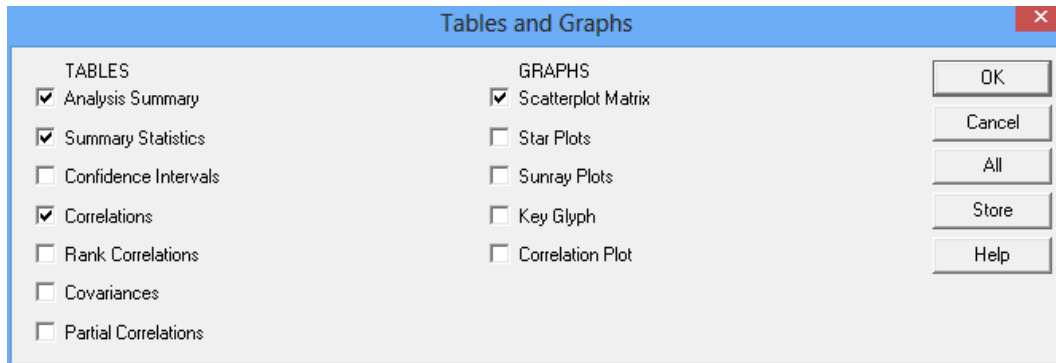 Tables and Graphs
TABLES
Analysis Summary
Summary Statistics
Confidence Intervals
Correlations
Rank Correlations
Covariances
Partial Correlations
GRAPHS
Scatterplot Matrix
Star Plots
Sunray Plots
Key Glyph
Correlation Plot
OK
Cancel
All
Store
Help